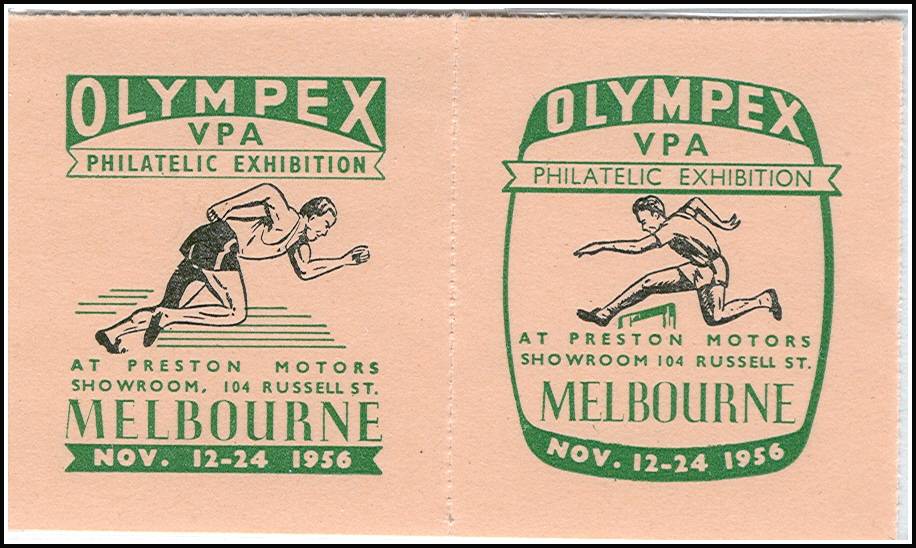 OLYMPEX
VPA
PHILATELIC EXHIBITION
AT PRESTON MOTORS
SHOWROOM, 104 RUSSELL ST.
MELBOURNE
NOV. 12-24 1956
OLYMPEX
VPA
PHILATELIC EXHIBITION
AT PRESTON MOTORS
SHOWROOM 104 RUSSELL ST.
MELBOURNE
NOV. 12-24 1956